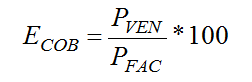 E_COB = P_VEN / P_FAC * 100